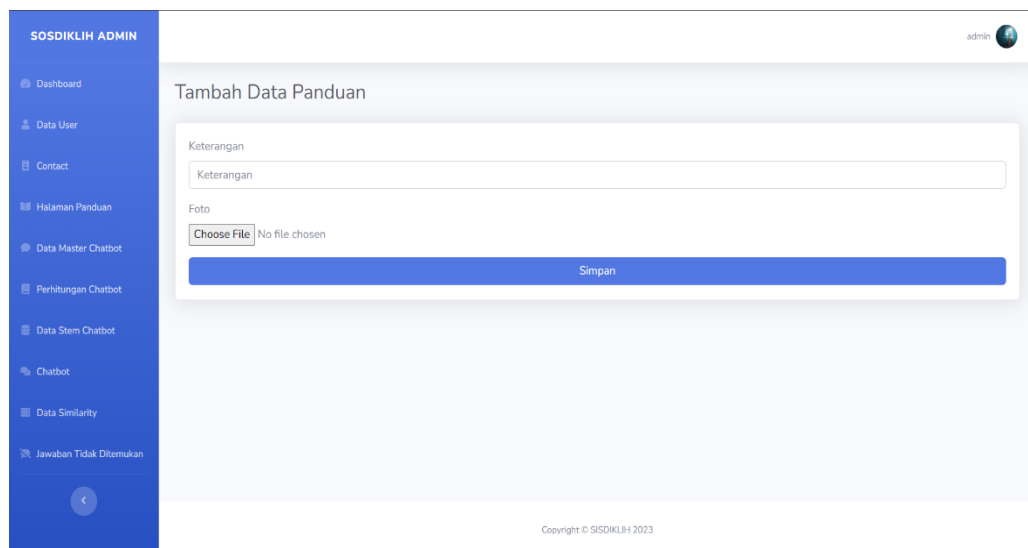 SOSDIKLIH ADMIN
admin
Dashboard
Data User
Contact
Halaman Panduan
Data Master Chatbot
Perhitungan Chatbot
Data Stem Chatbot
Chatbot
Data Similarity
Jawaban Tidak Ditemukan
Tambah Data Panduan
Keterangan
Keterangan
Foto
Choose File No file chosen
Simpan
Copyright © SISDIKLIH 2023